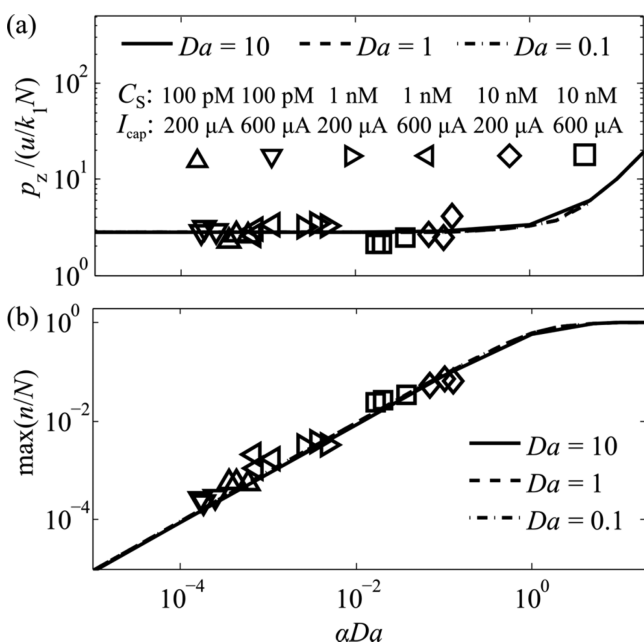 (a)
Da = 10 Da = 1 Da = 0.1
C_S: 100 pM 100 pM 1 nM 1 nM 10 nM 10 nM
I_cap: 200 μA 600 μA 200 μA 600 μA 200 μA 600 μA
p_z/(u/k_1N)
10^2
10^1
10^0
(b)
max(n/N)
10^0
10^−2
10^−4
Da = 10
Da = 1
Da = 0.1
10^−4 10^−2 10^0
αDa